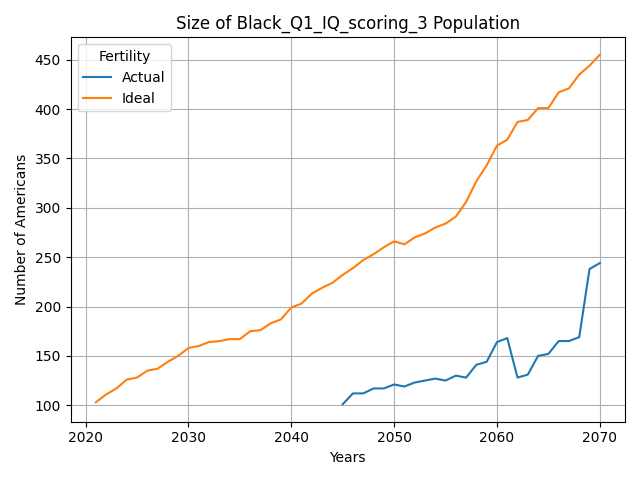 Size of Black_Q1_IQ_scoring_3 Population
Fertility
Actual
Ideal
450
400
350
300
250
200
150
100
Number of Americans
2020 2030 2040 2050 2060 2070
Years